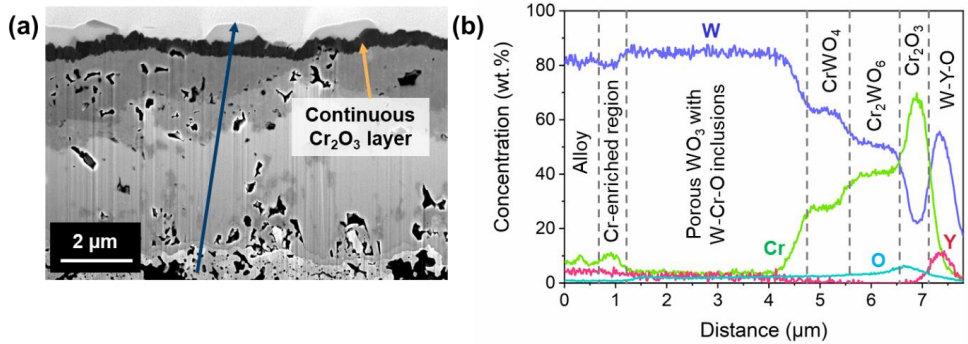 (a)
Continuous
Cr₂O₃ layer
2 µm
(b)
Concentration (wt.%)
100
80
60
40
20
0
W
Cr
O
Y
Alloy
Cr-enriched region
Porous WO₃ with
W-Cr-O inclusions
CrWO₄
Cr₂WO₆
Cr₂O₃
W-Y-O
0 1 2 3 4 5 6 7
Distance (µm)